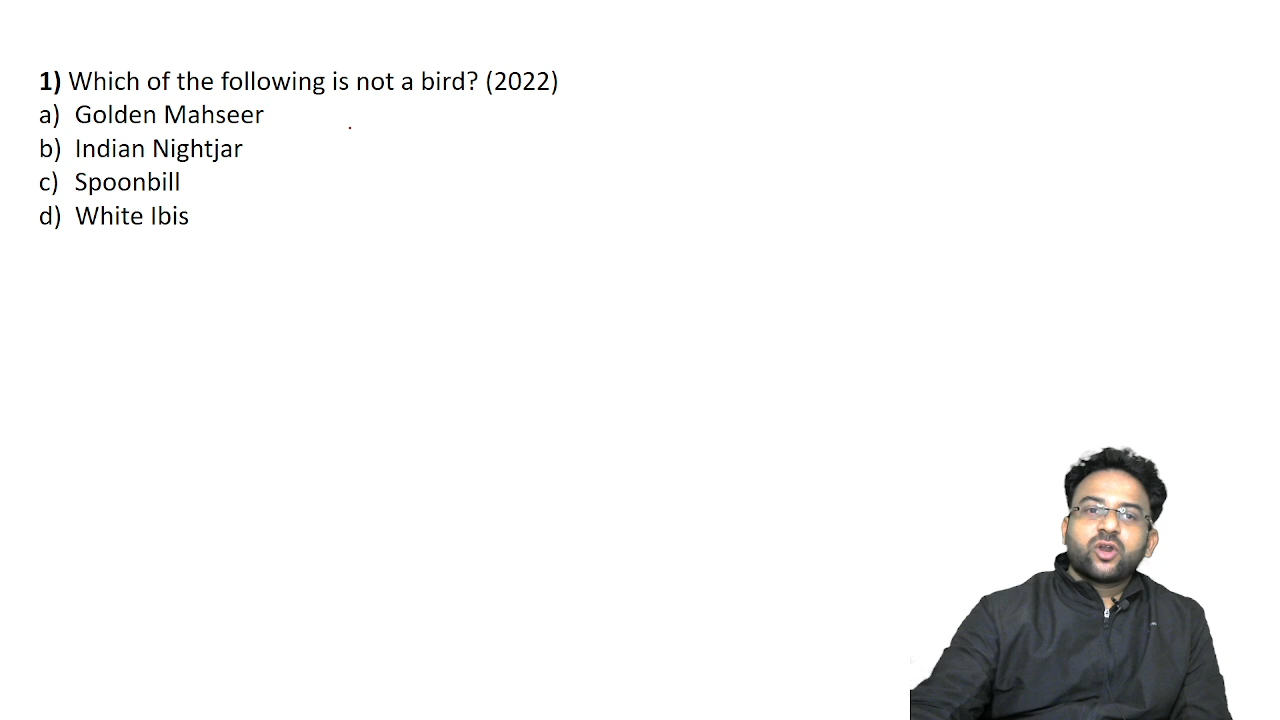 1) Which of the following is not a bird? (2022)
a) Golden Mahseer
b) Indian Nightjar
c) Spoonbill
d) White Ibis